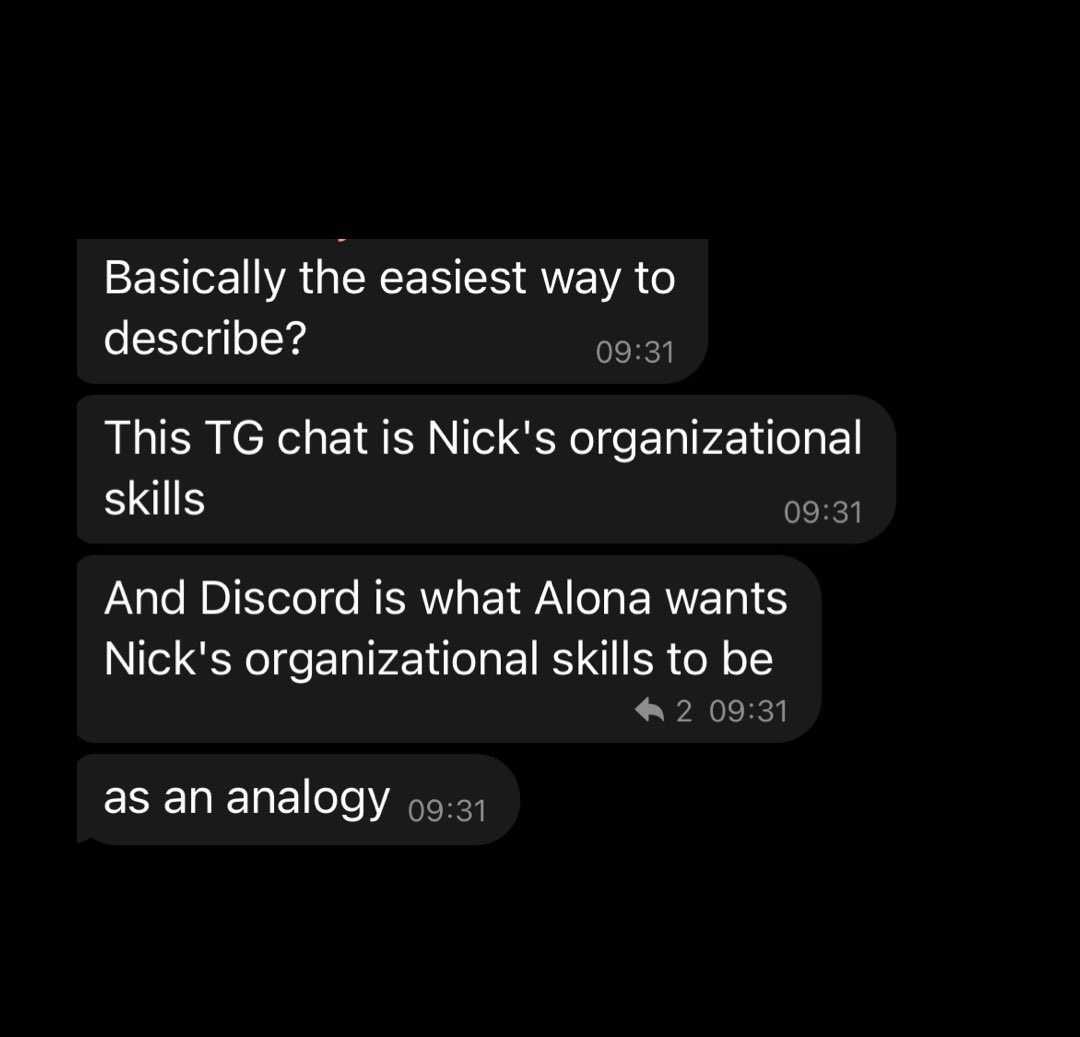 Basically the easiest way to
describe?
09:31
This TG chat is Nick's organizational
skills
09:31
And Discord is what Alona wants
Nick's organizational skills to be
2 09:31
as an analogy 09:31